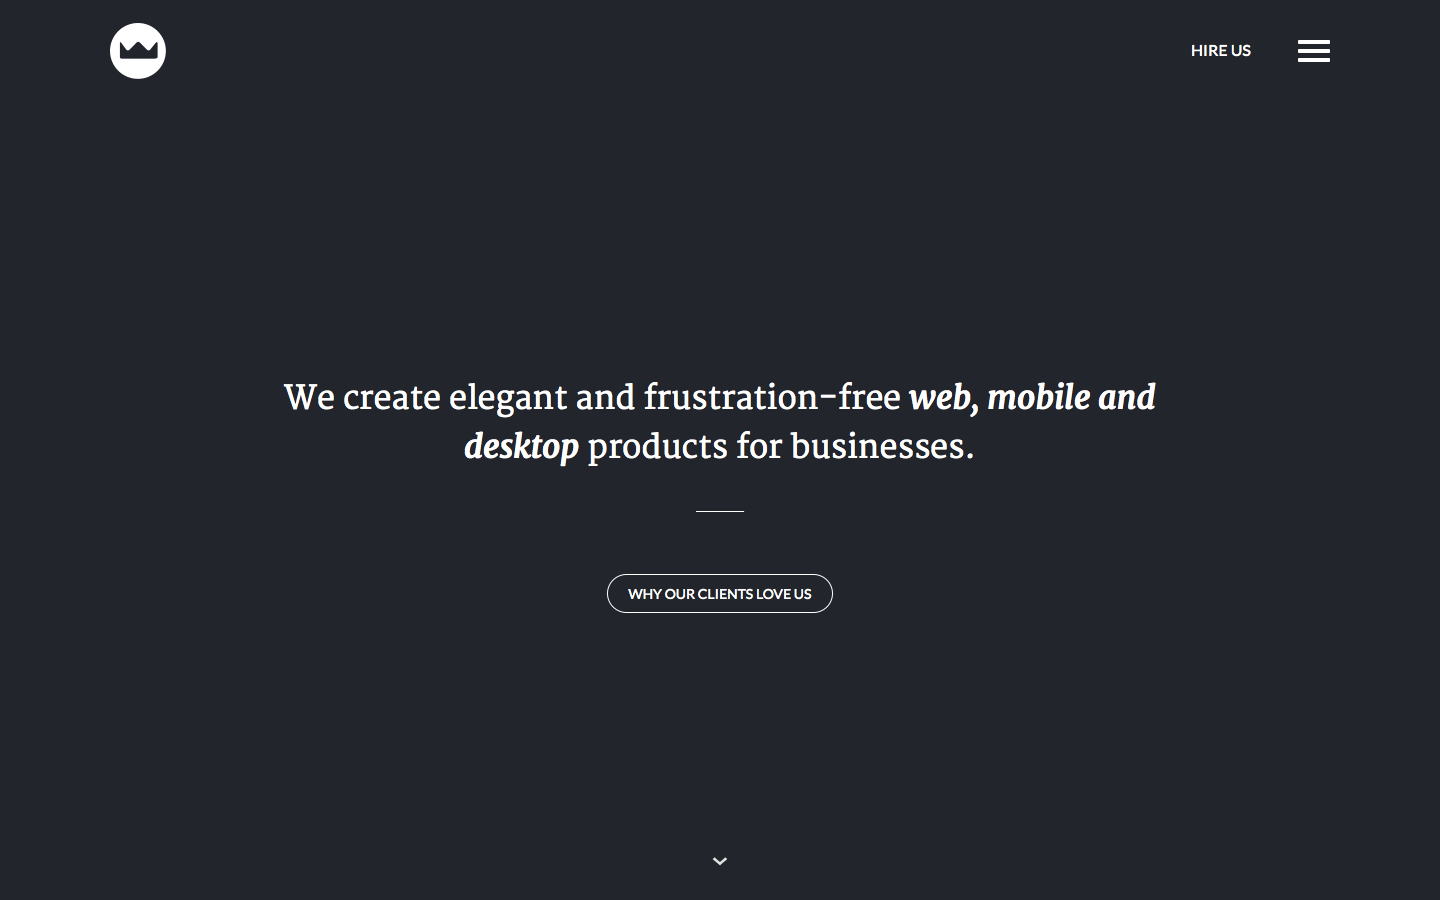 HIRE US
We create elegant and frustration-free web, mobile and
desktop products for businesses.
WHY OUR CLIENTS LOVE US